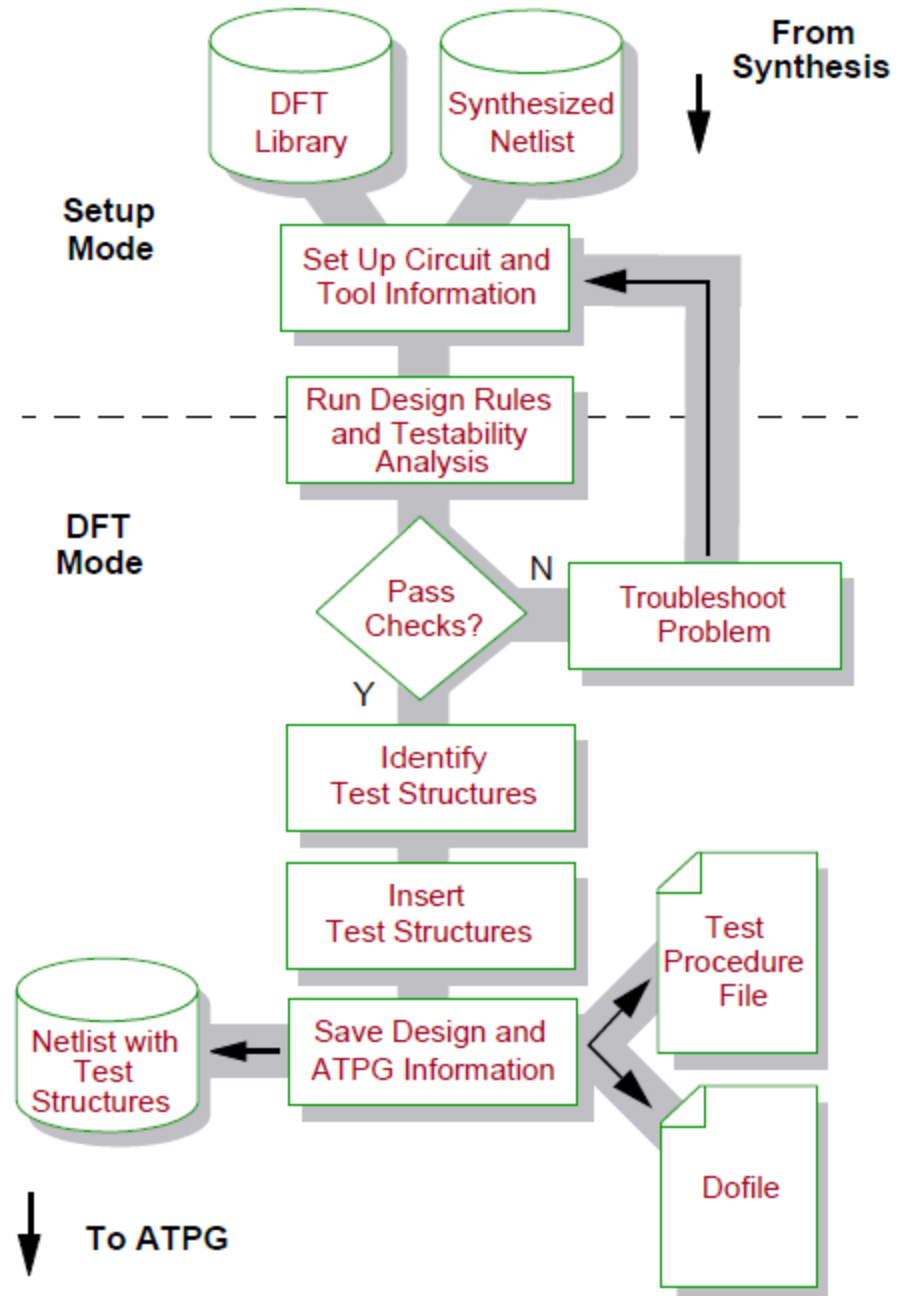 From
Synthesis
DFT
Library
Synthesized
Netlist
Setup
Mode
Set Up Circuit and
Tool Information
Run Design Rules
and Testability
Analysis
DFT
Mode
Pass
Checks?
N
Troubleshoot
Problem
Y
Identify
Test Structures
Insert
Test Structures
Test
Procedure
File
Save Design and
ATPG Information
Netlist with
Test
Structures
Dofile
To ATPG